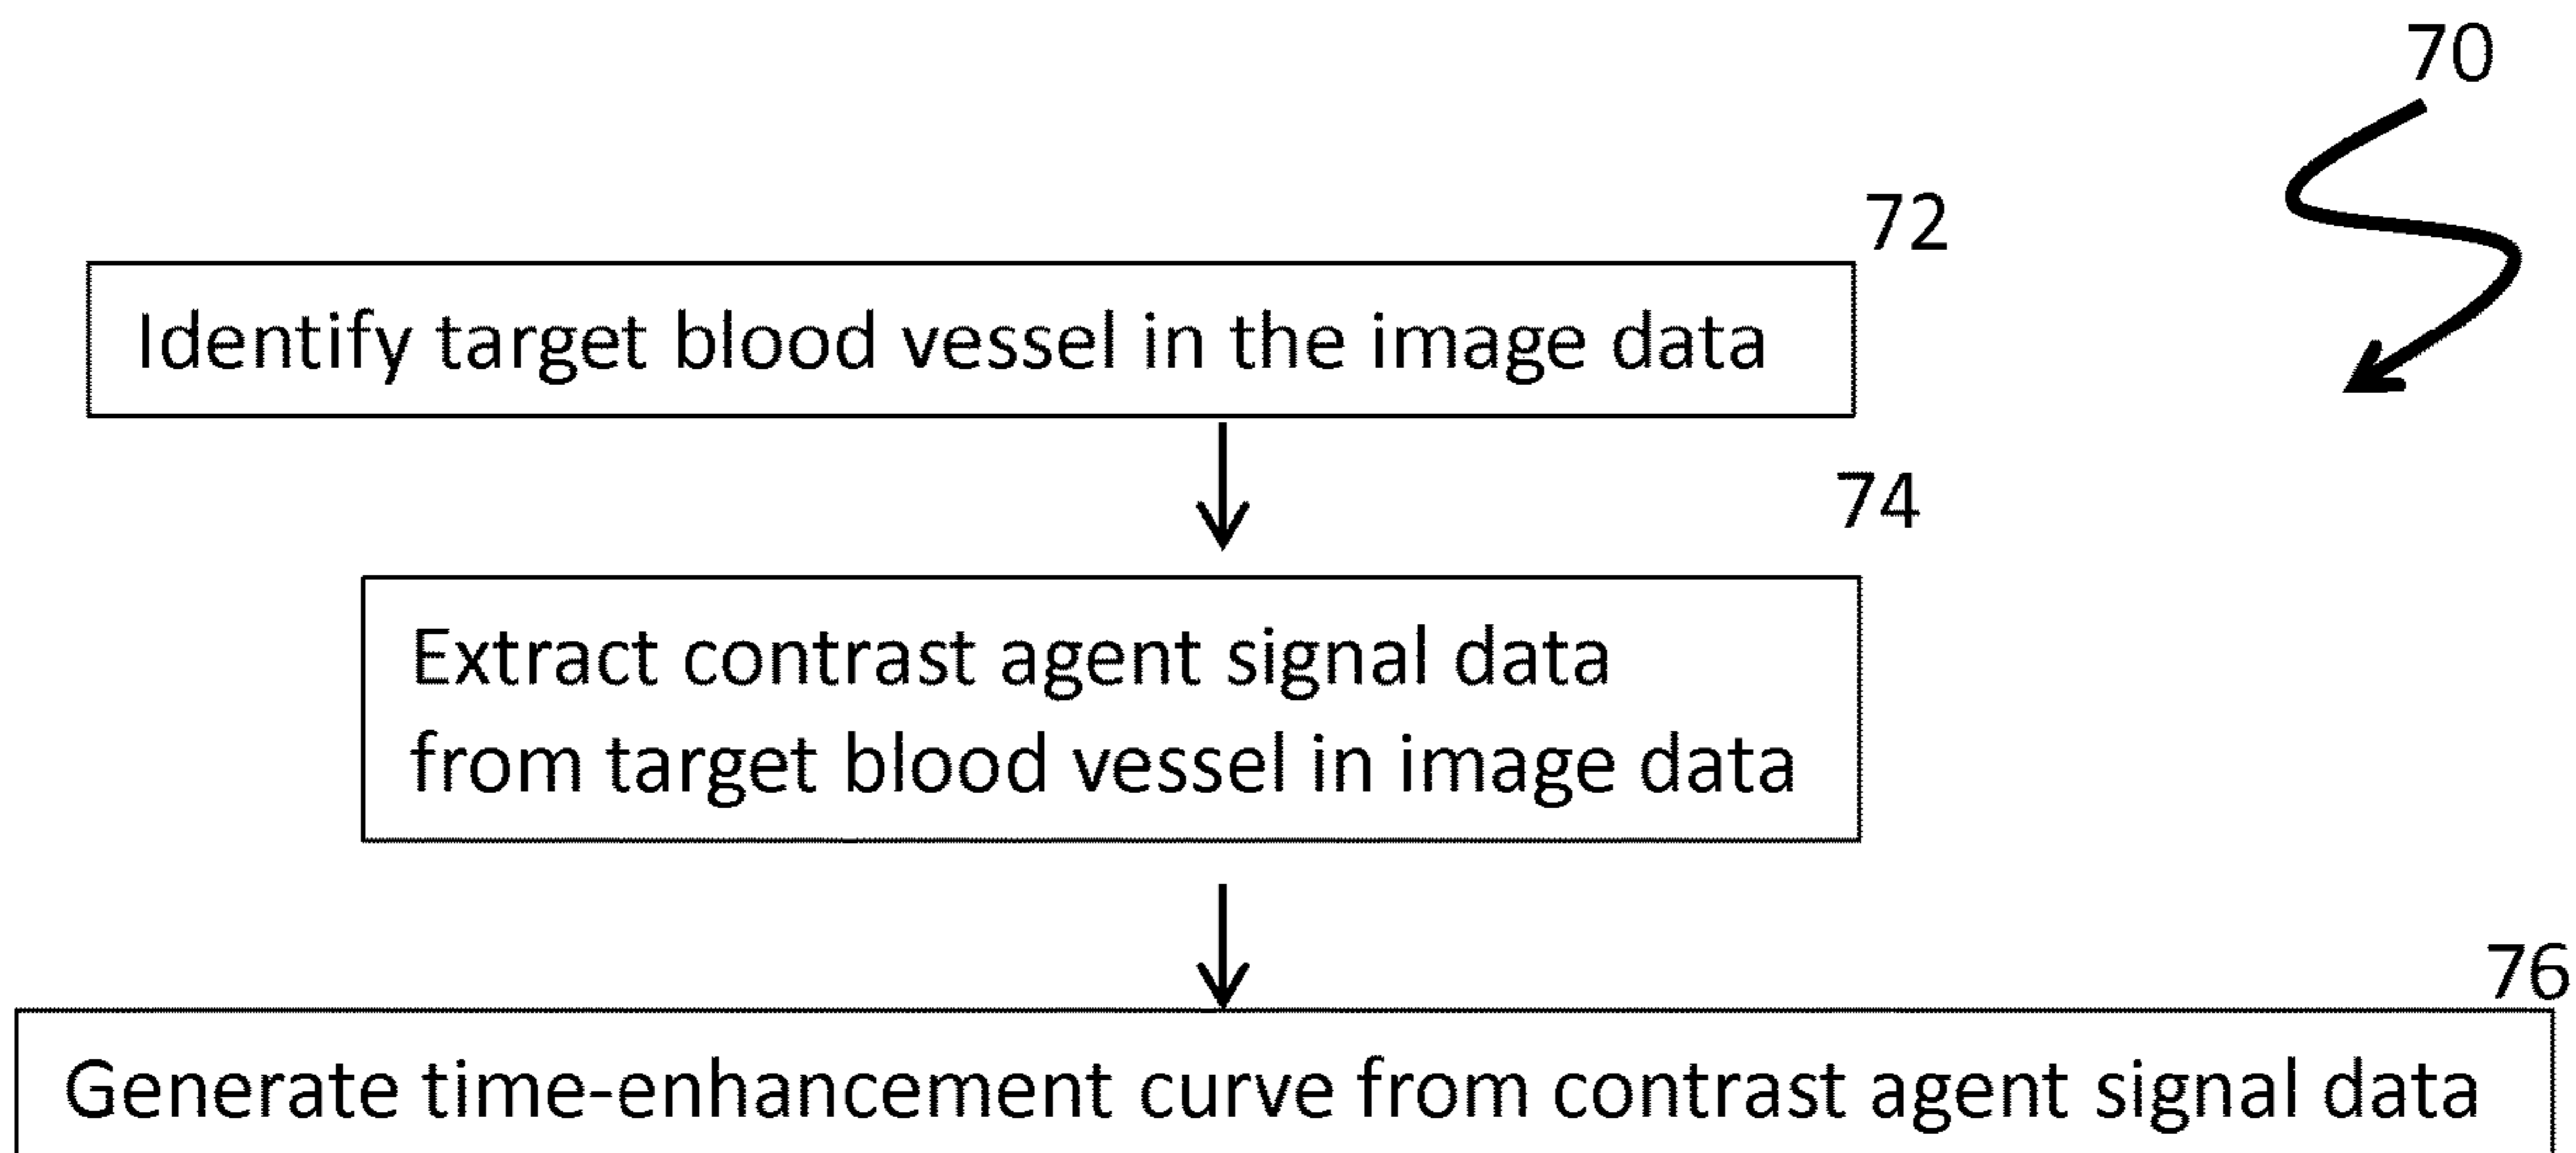 70
72
Identify target blood vessel in the image data
74
Extract contrast agent signal data
from target blood vessel in image data
76
Generate time-enhancement curve from contrast agent signal data